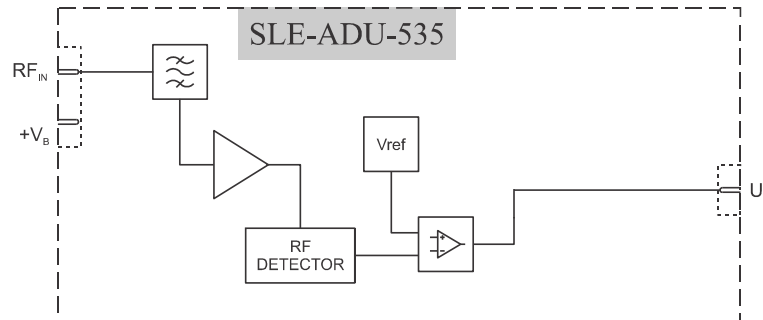 SLE-ADU-535
RF_IN
+V_B
Vref
RF
DETECTOR
+
-
U